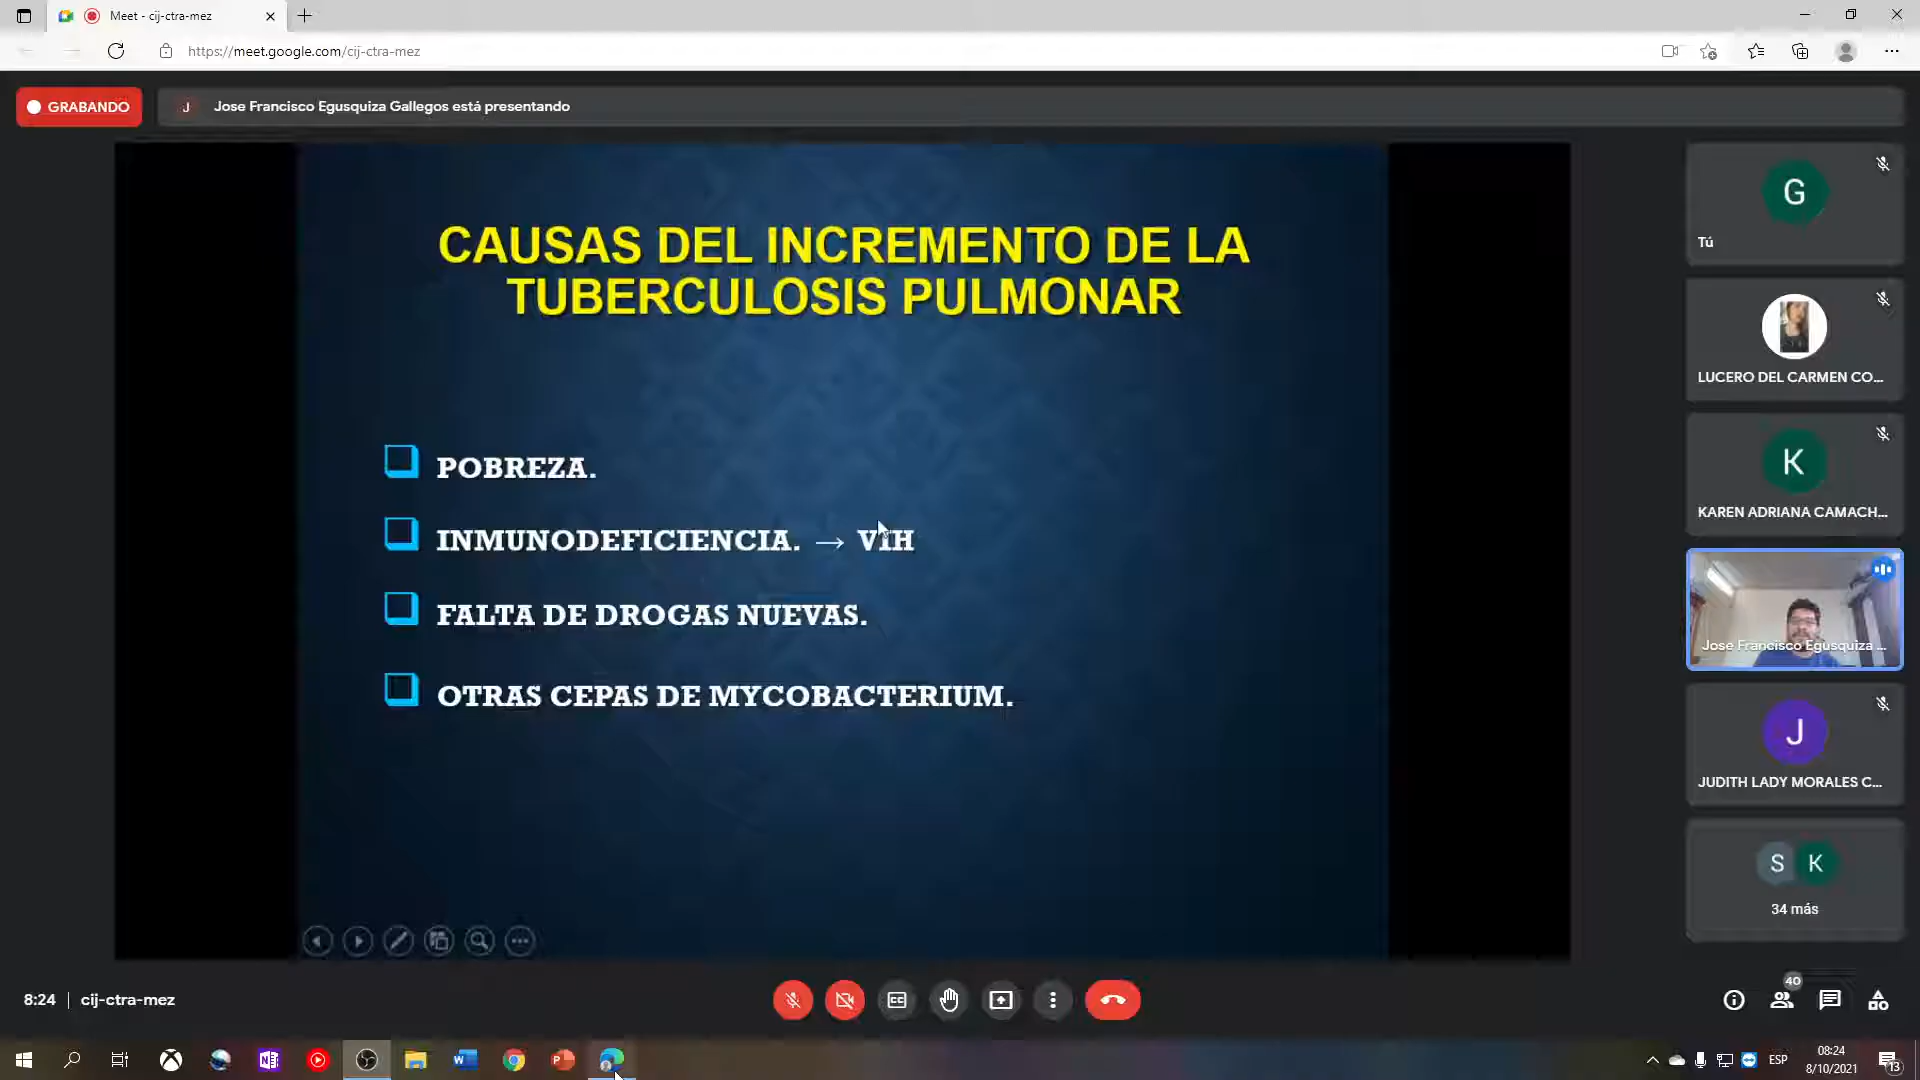 Meet - cij-ctra-mez
https://meet.google.com/cij-ctra-mez
GRABANDO
J
Jose Francisco Egusquiza Gallegos está presentando
CAUSAS DEL INCREMENTO DE LA
TUBERCULOSIS PULMONAR
POBREZA.
INMUNODEFICIENCIA. → VIH
FALTA DE DROGAS NUEVAS.
OTRAS CEPAS DE MYCOBACTERIUM.
G
Tú
LUCERO DEL CARMEN CO...
K
KAREN ADRIANA CAMACH...
Jose Francisco Egusquiza ...
J
JUDITH LADY MORALES C...
S K
34 más
8:24 | cij-ctra-mez
40
ESP
08:24
8/10/2021
13